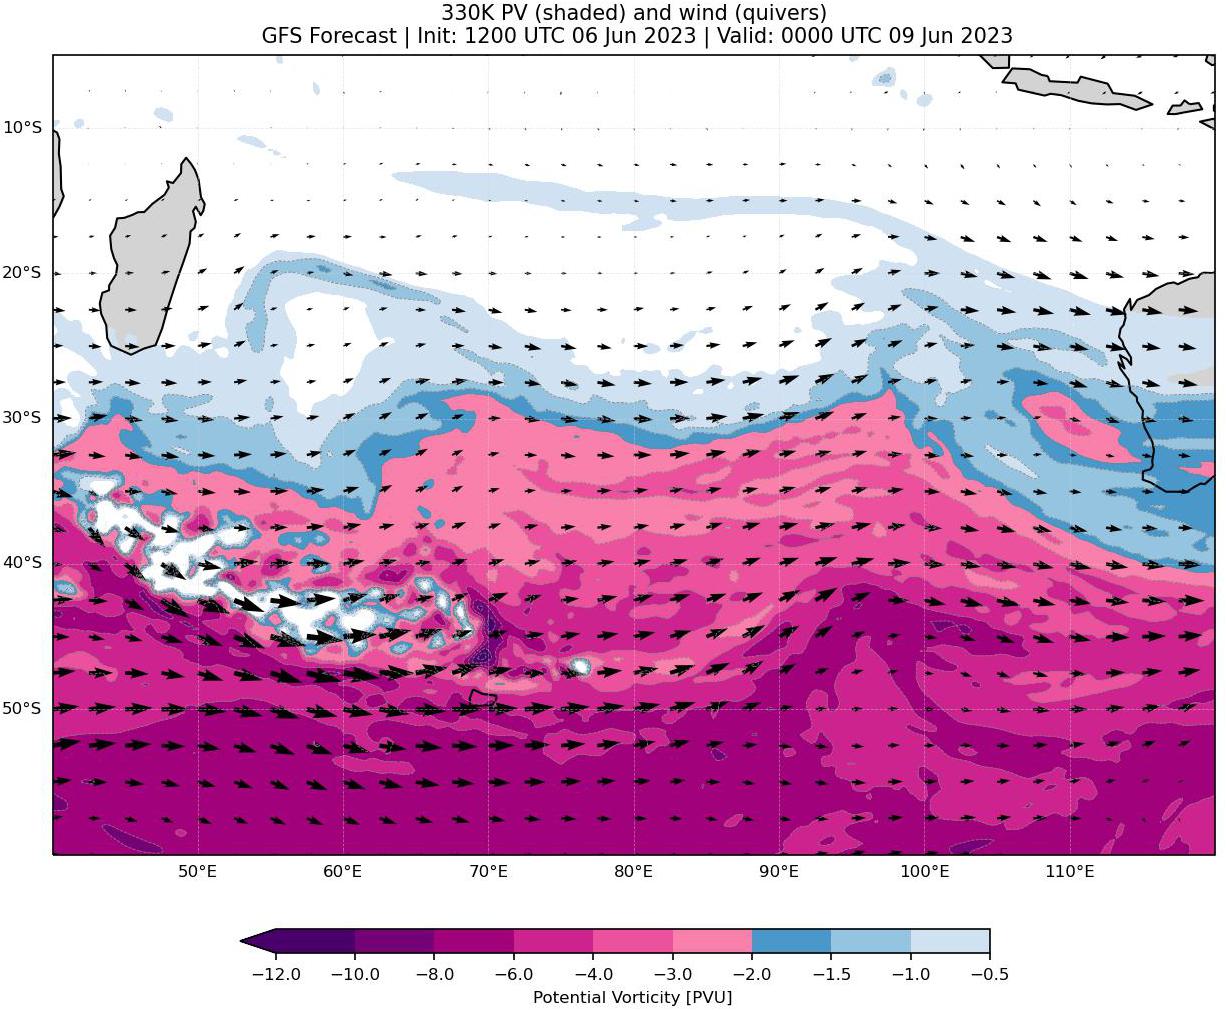 330K PV (shaded) and wind (quivers)
GFS Forecast | Init: 1200 UTC 06 Jun 2023 | Valid: 0000 UTC 09 Jun 2023
10°S
20°S
30°S
40°S
50°S
50°E 60°E 70°E 80°E 90°E 100°E 110°E
−12.0 −10.0 −8.0 −6.0 −4.0 −3.0 −2.0 −1.5 −1.0 −0.5
Potential Vorticity [PVU]